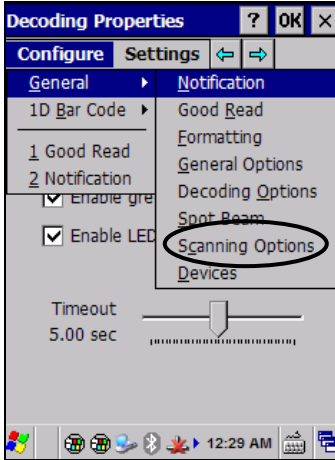 Decoding Properties ? OK ×
Configure Settings
General Notification
1D Bar Code Good Read
Formatting
1 Good Read General Options
2 Notification Decoding Options
Enable gre Spot Beam
Enable LED Scanning Options
Devices
Timeout
5.00 sec
12:29 AM